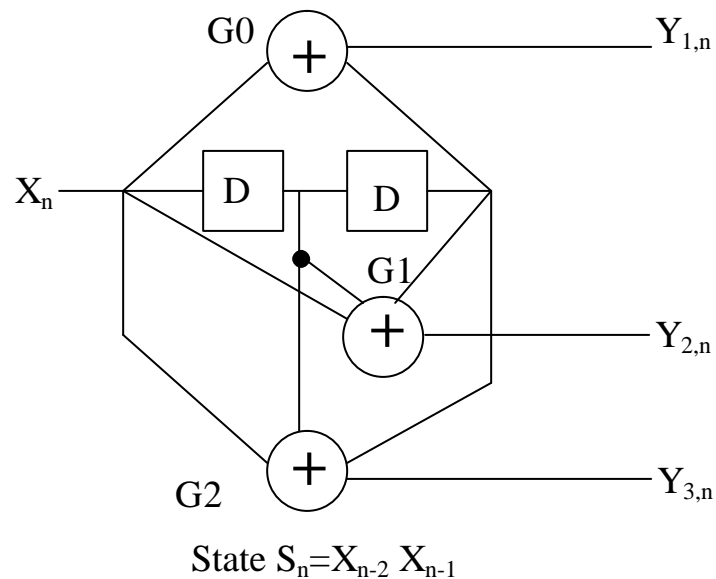 G0
+
Y₁,ₙ
Xₙ
D
D
G1
+
Y₂,ₙ
+
G2
Y₃,ₙ
State Sₙ=Xₙ₋₂ Xₙ₋₁